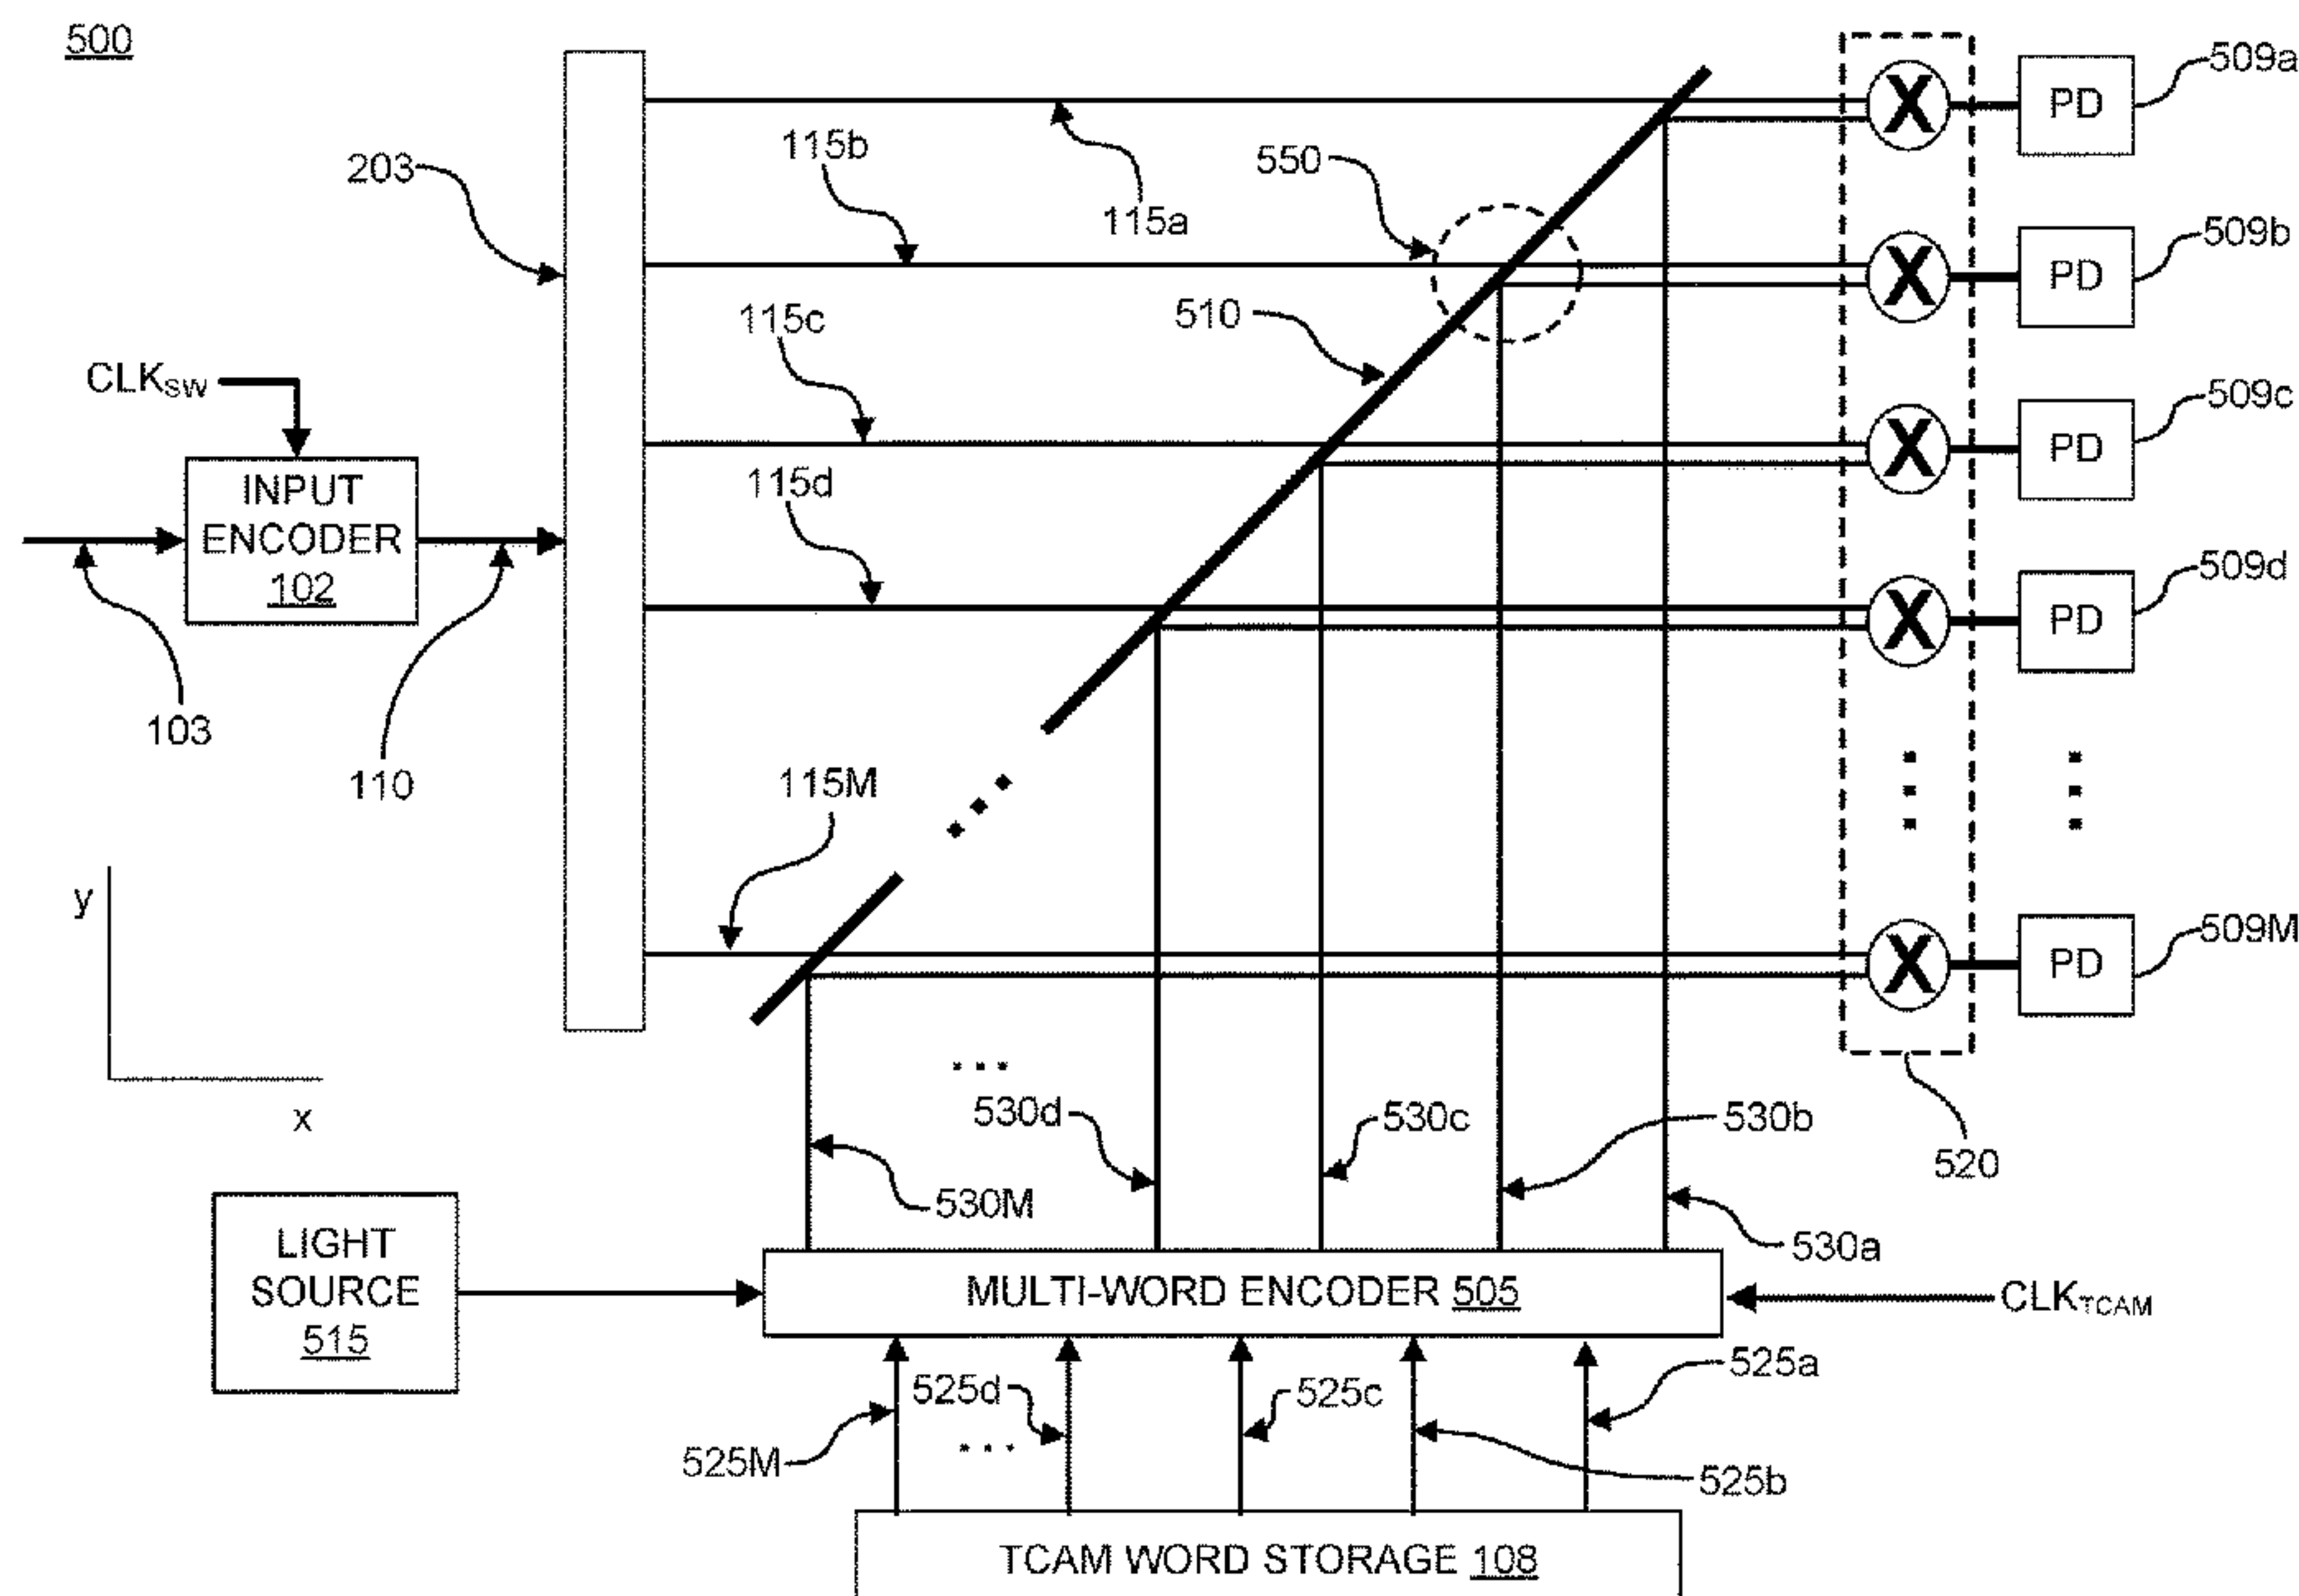 500
203
115b
115a
550
509a
PD
509b
PD
115c
510
509c
PD
CLKSW
115d
INPUT
ENCODER
102
509d
PD
103
110
115M
509M
PD
y
x
...
530d
530c
530b
520
530M
530a
LIGHT
SOURCE
515
MULTI-WORD ENCODER 505
CLKTCAM
525d
525c
525a
525M
...
525b
TCAM WORD STORAGE 108
X
X
X
X
X